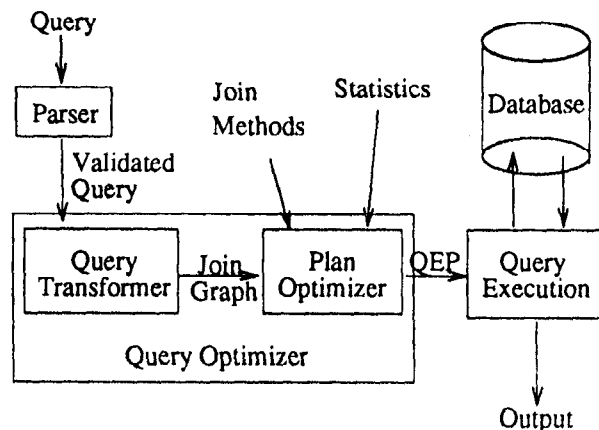 Query
Parser
Validated
Query
Join
Methods
Statistics
Database
Query
Transformer
Join
Graph
Plan
Optimizer
QEP
Query
Execution
Query Optimizer
Output